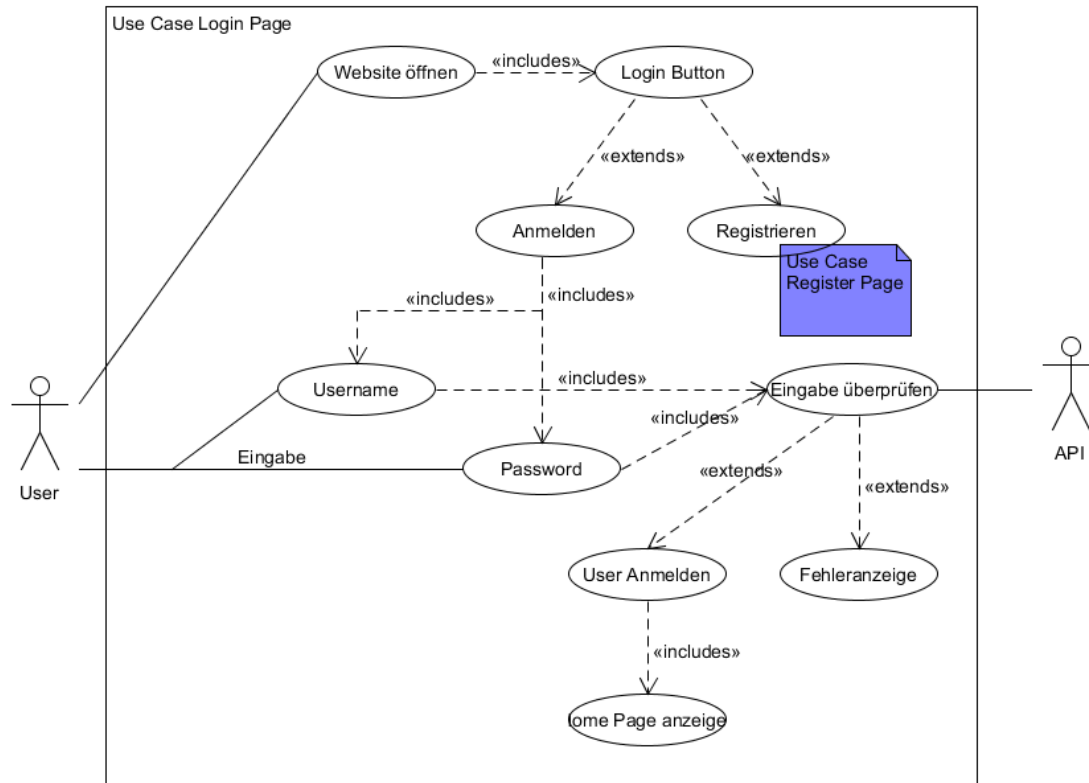 Use Case Login Page
Website öffnen
«includes»
Login Button
«extends»
«extends»
Anmelden
Registrieren
Use Case
Register Page
«includes»
«includes»
Username
«includes»
Eingabe überprüfen
«includes»
Eingabe
Password
User
API
«extends»
«extends»
User Anmelden
Fehleranzeige
«includes»
ome Page anzeige